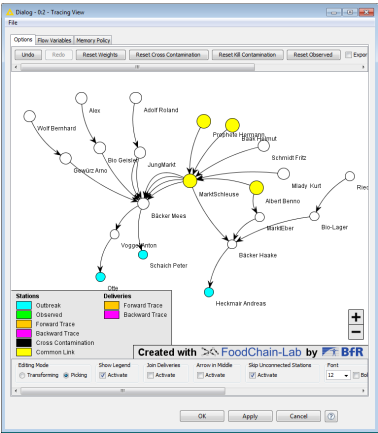 Dialog - 0:2 - Tracing View
File
Options Flow Variables Memory Policy
Undo Redo Reset Weights Reset Cross Contamination Reset Kill Contamination Reset Observed Expor
Alex
Adolf Roland
Wolf Bernhard
Prophete Hermann
Baak Helmut
Bio Geisler
JungMarkt
Schmidt Fritz
Gewürz Arno
Mlady Kurt
MarktSchleuse
Albert Benno
Bäcker Mees
MarktEber
Bio-Lager
Voggel Anton
Schaich Peter
Bäcker Haake
Otte
Heckmair Andreas
Stations Deliveries
Outbreak Forward Trace
Observed Backward Trace
Forward Trace
Backward Trace
Cross Contamination
Common Link
+
−
Created with FoodChain-Lab by BfR
Editing Mode Show Legend Join Deliveries Arrow in Middle Skip Unconnected Stations Font
Transforming Picking Activate Activate Activate Activate 12
OK Apply Cancel ?